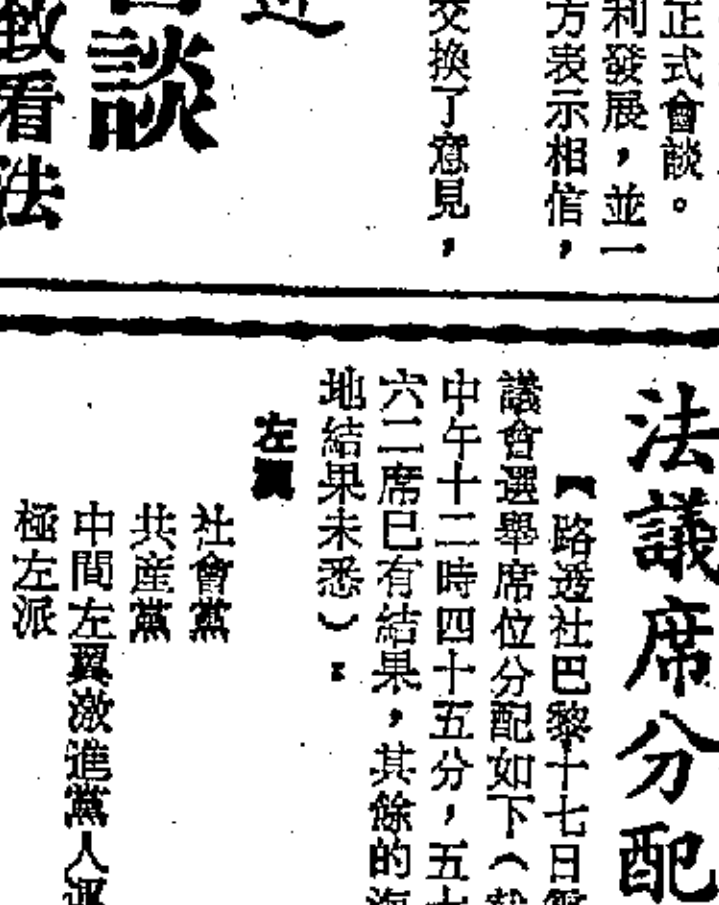 正式會談。
利發展，並一
方表示相信，
交換了意見，
談
致看法
法議席分配
【路透社巴黎十七日
議會選舉席位分配如下（
中午十二時四十五分，五七
六二席已有結果，其餘的海
地結果未悉）：
左翼
社會黨
共産黨
中間左翼激進黨人運
極左派